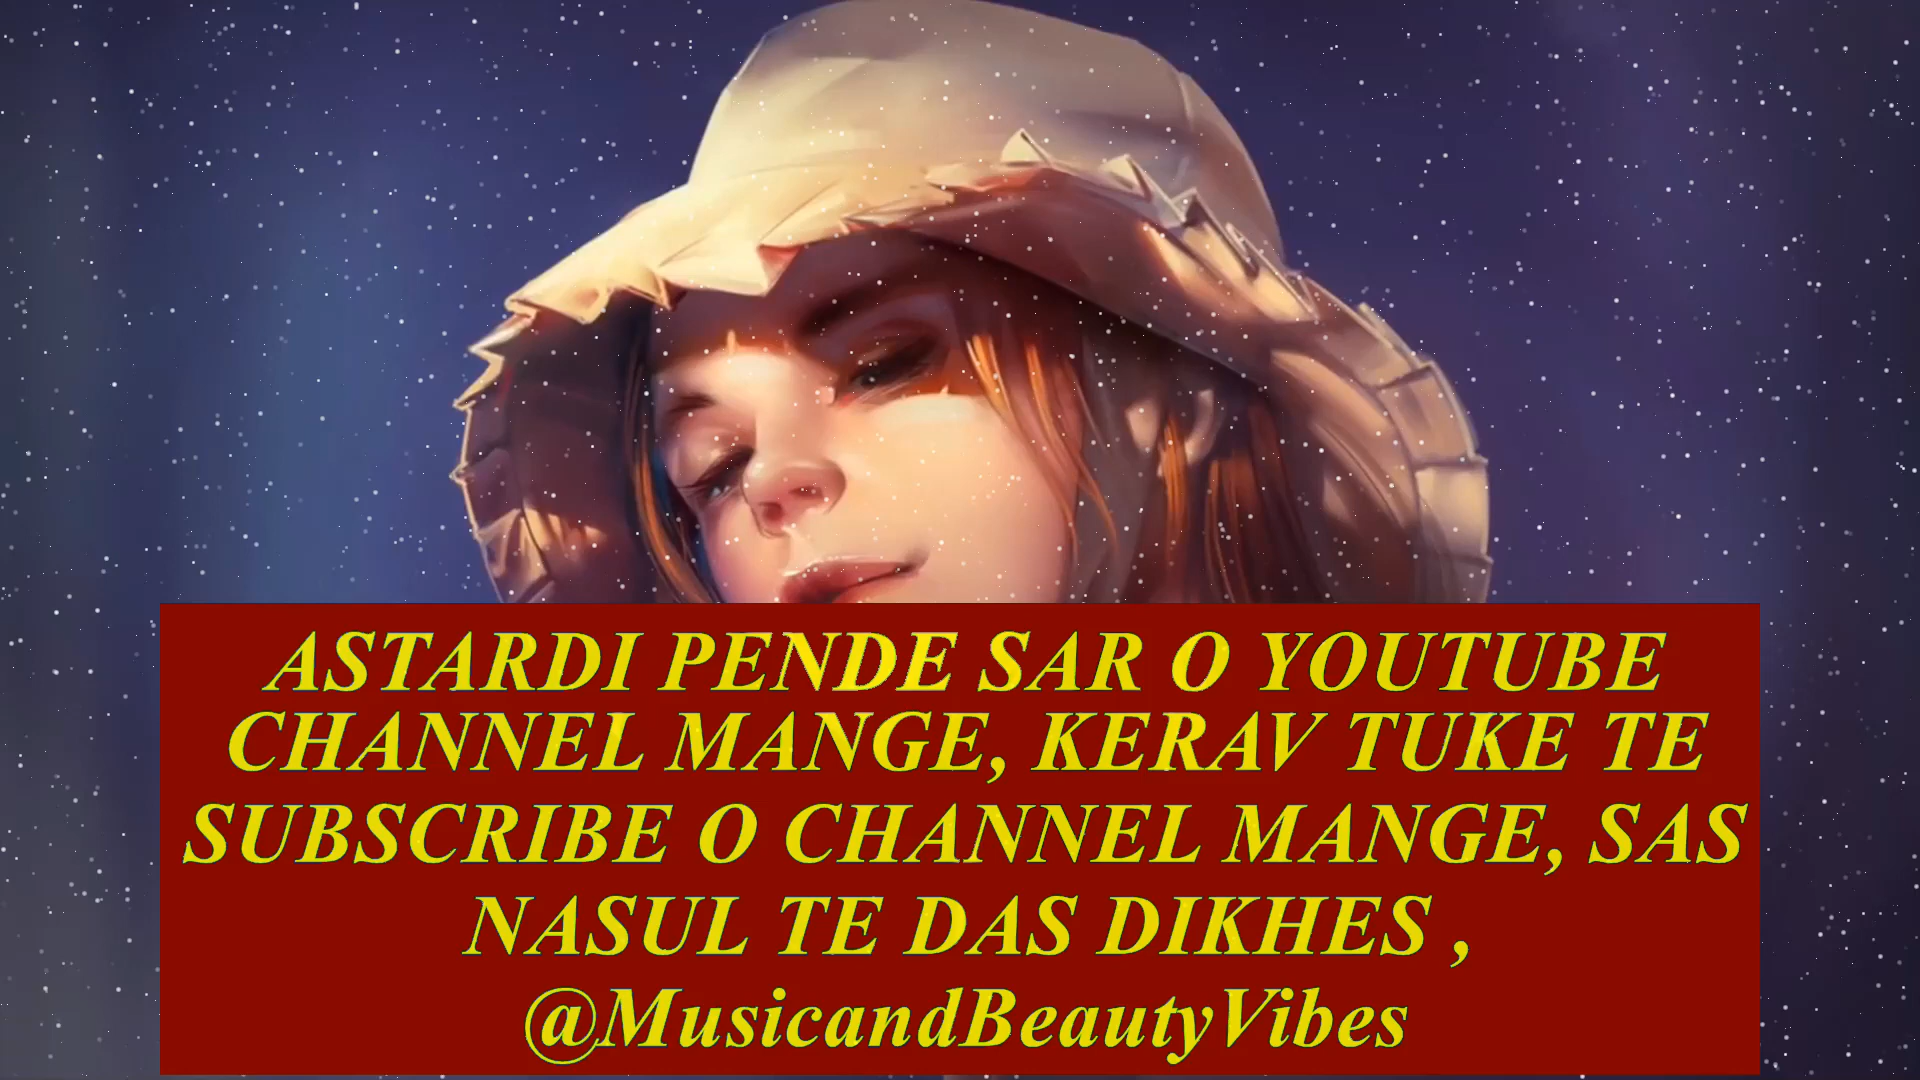 ASTARDI PENDE SAR O YOUTUBE
CHANNEL MANGE, KERAV TUKE TE
SUBSCRIBE O CHANNEL MANGE, SAS
NASUL TE DAS DIKHES ,
@MusicandBeautyVibes